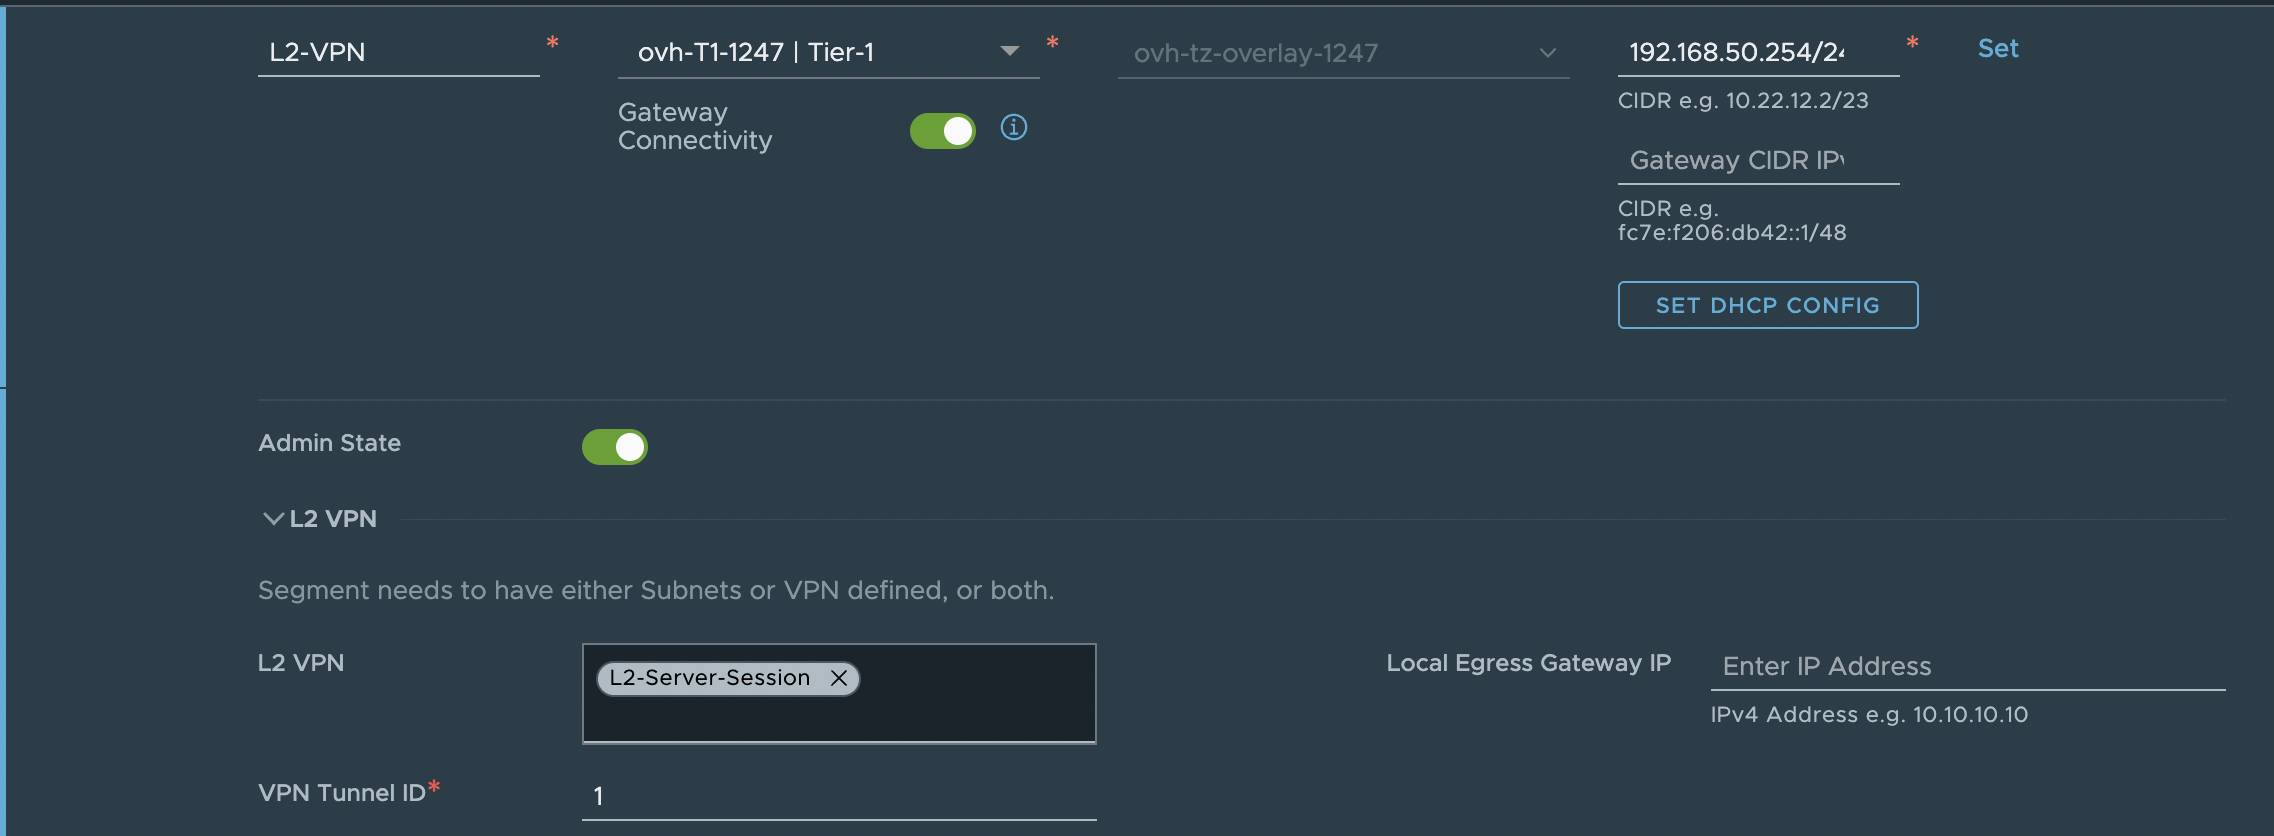 L2-VPN *
ovh-T1-1247 | Tier-1 *
ovh-tz-overlay-1247
192.168.50.254/24 *
Set
Gateway
Connectivity
CIDR e.g. 10.22.12.2/23
Gateway CIDR IP
CIDR e.g.
fc7e:f206:db42::1/48
SET DHCP CONFIG
Admin State
L2 VPN
Segment needs to have either Subnets or VPN defined, or both.
L2 VPN
L2-Server-Session
Local Egress Gateway IP
Enter IP Address
IPv4 Address e.g. 10.10.10.10
VPN Tunnel ID*
1